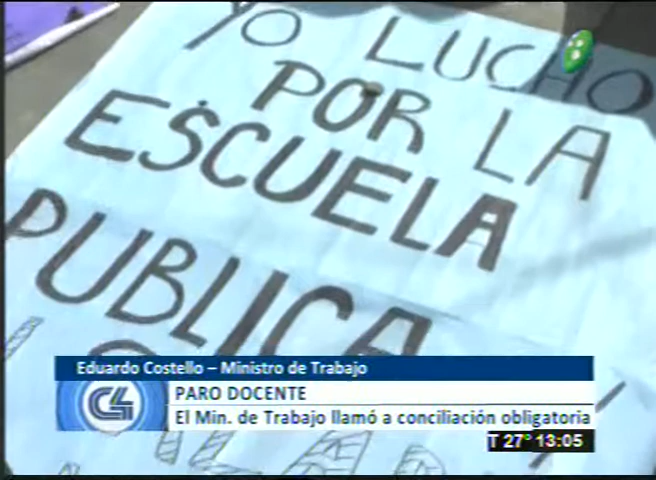 YO LUCHO
POR LA
ESCUELA
PUBLICA
Eduardo Costello – Ministro de Trabajo
C4
PARO DOCENTE
El Min. de Trabajo llamó a conciliación obligatoria
T 27° 13:05